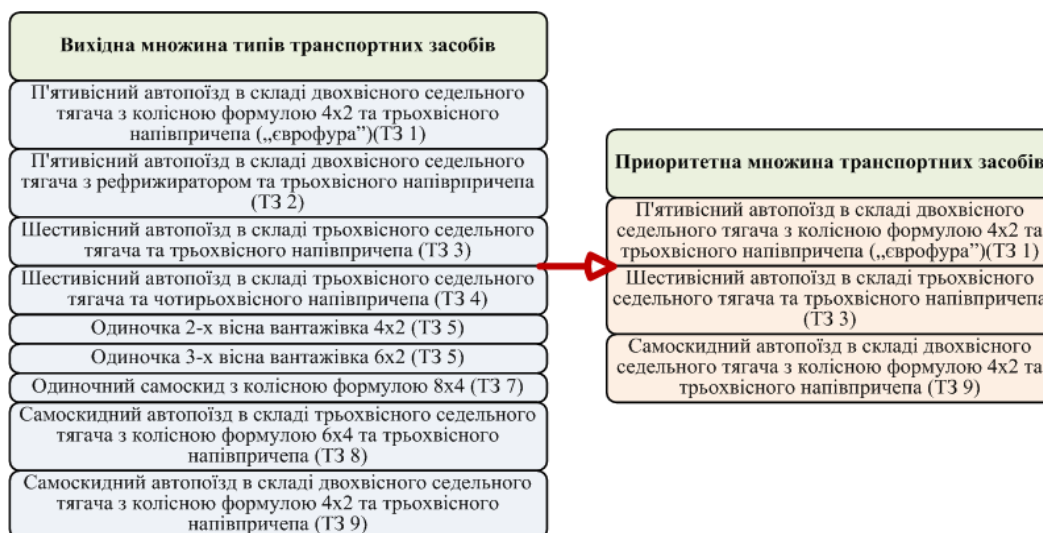 Вихідна множина типів транспортних засобів
П'ятивісний автопоїзд в складі двохвісного седельного
тягача з колісною формулою 4х2 та трьохвісного
напівпричепа („єврофура”)(ТЗ 1)
П'ятивісний автопоїзд в складі двохвісного седельного
тягача з рефрижиратором та трьохвісного напіврпричепа
(ТЗ 2)
Шестивісний автопоїзд в складі трьохвісного седельного
тягача та трьохвісного напівпричепа (ТЗ 3)
Шестивісний автопоїзд в складі трьохвісного седельного
тягача та чотирьохвісного напівпричепа (ТЗ 4)
Одиночка 2-х вісна вантажівка 4х2 (ТЗ 5)
Одиночка 3-х вісна вантажівка 6х2 (ТЗ 5)
Одиночний самоскид з колісною формулою 8х4 (ТЗ 7)
Самоскидний автопоїзд в складі трьохвісного седельного
тягача з колісною формулою 6х4 та трьохвісного
напівпричепа (ТЗ 8)
Самоскидний автопоїзд в складі двохвісного седельного
тягача з колісною формулою 4х2 та трьохвісного
напівпричепа (ТЗ 9)
Приоритетна множина транспортних засобів
П'ятивісний автопоїзд в складі двохвісного
седельного тягача з колісною формулою 4х2 та
трьохвісного напівпричепа („єврофура”)(ТЗ 1)
Шестивісний автопоїзд в складі трьохвісного
седельного тягача та трьохвісного напівпричепа
(ТЗ 3)
Самоскидний автопоїзд в складі двохвісного
седельного тягача з колісною формулою 4х2 та
трьохвісного напівпричепа (ТЗ 9)